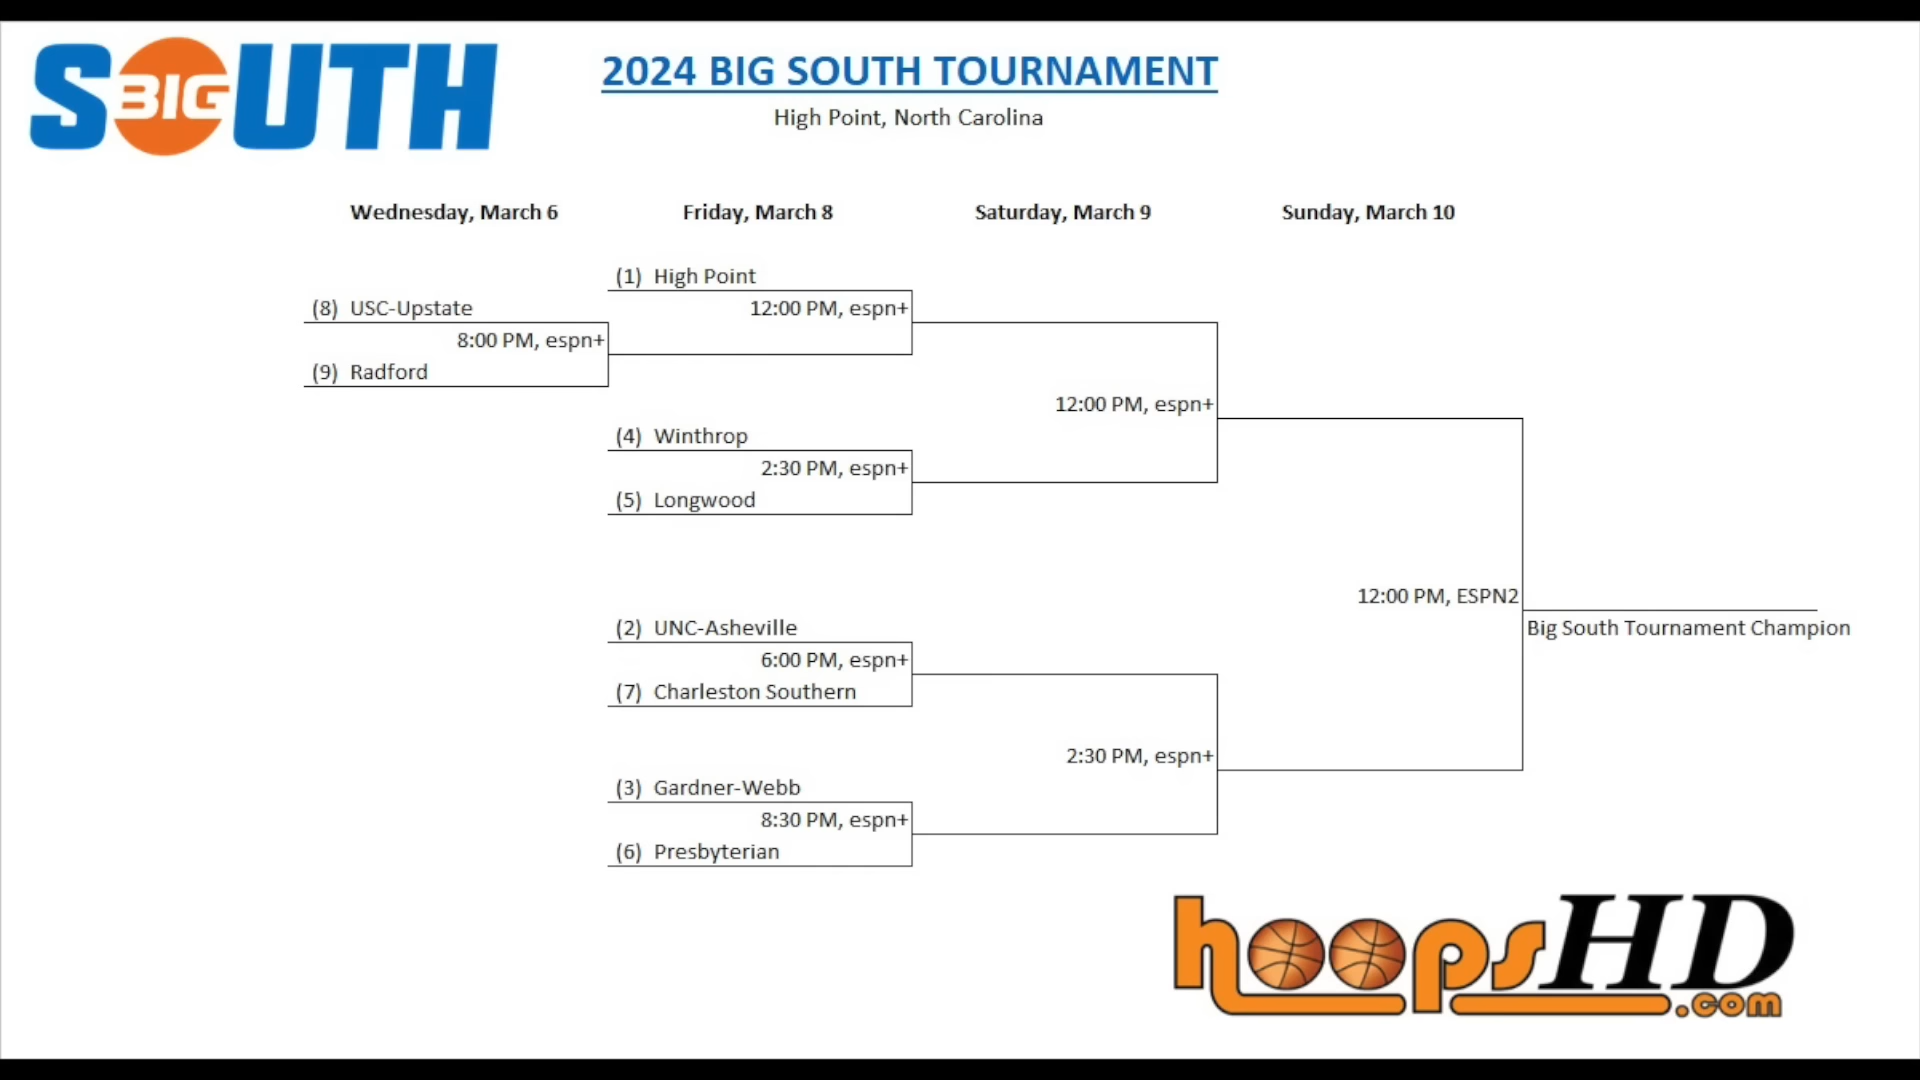 SOUTH
BIG
2024 BIG SOUTH TOURNAMENT
High Point, North Carolina
Wednesday, March 6
Friday, March 8
Saturday, March 9
Sunday, March 10
(1) High Point
(8) USC-Upstate
12:00 PM, espn+
8:00 PM, espn+
(9) Radford
12:00 PM, espn+
(4) Winthrop
2:30 PM, espn+
(5) Longwood
12:00 PM, ESPN2
Big South Tournament Champion
(2) UNC-Asheville
6:00 PM, espn+
(7) Charleston Southern
2:30 PM, espn+
(3) Gardner-Webb
8:30 PM, espn+
(6) Presbyterian
hoopsHD
.com